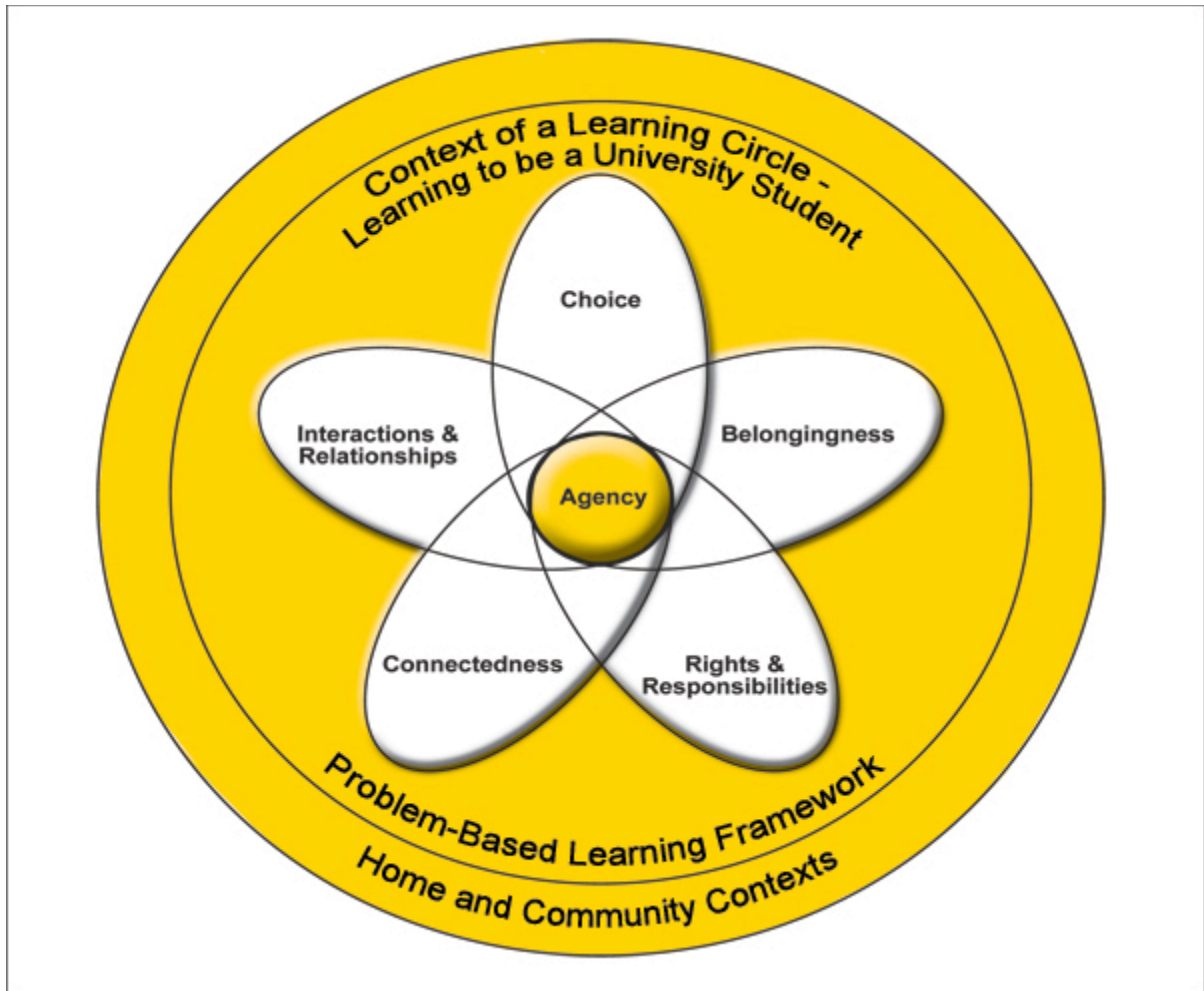 Context of a Learning Circle -
Learning to be a University Student
Choice
Interactions &
Relationships
Belongingness
Agency
Connectedness
Rights &
Responsibilities
Problem-Based Learning Framework
Home and Community Contexts